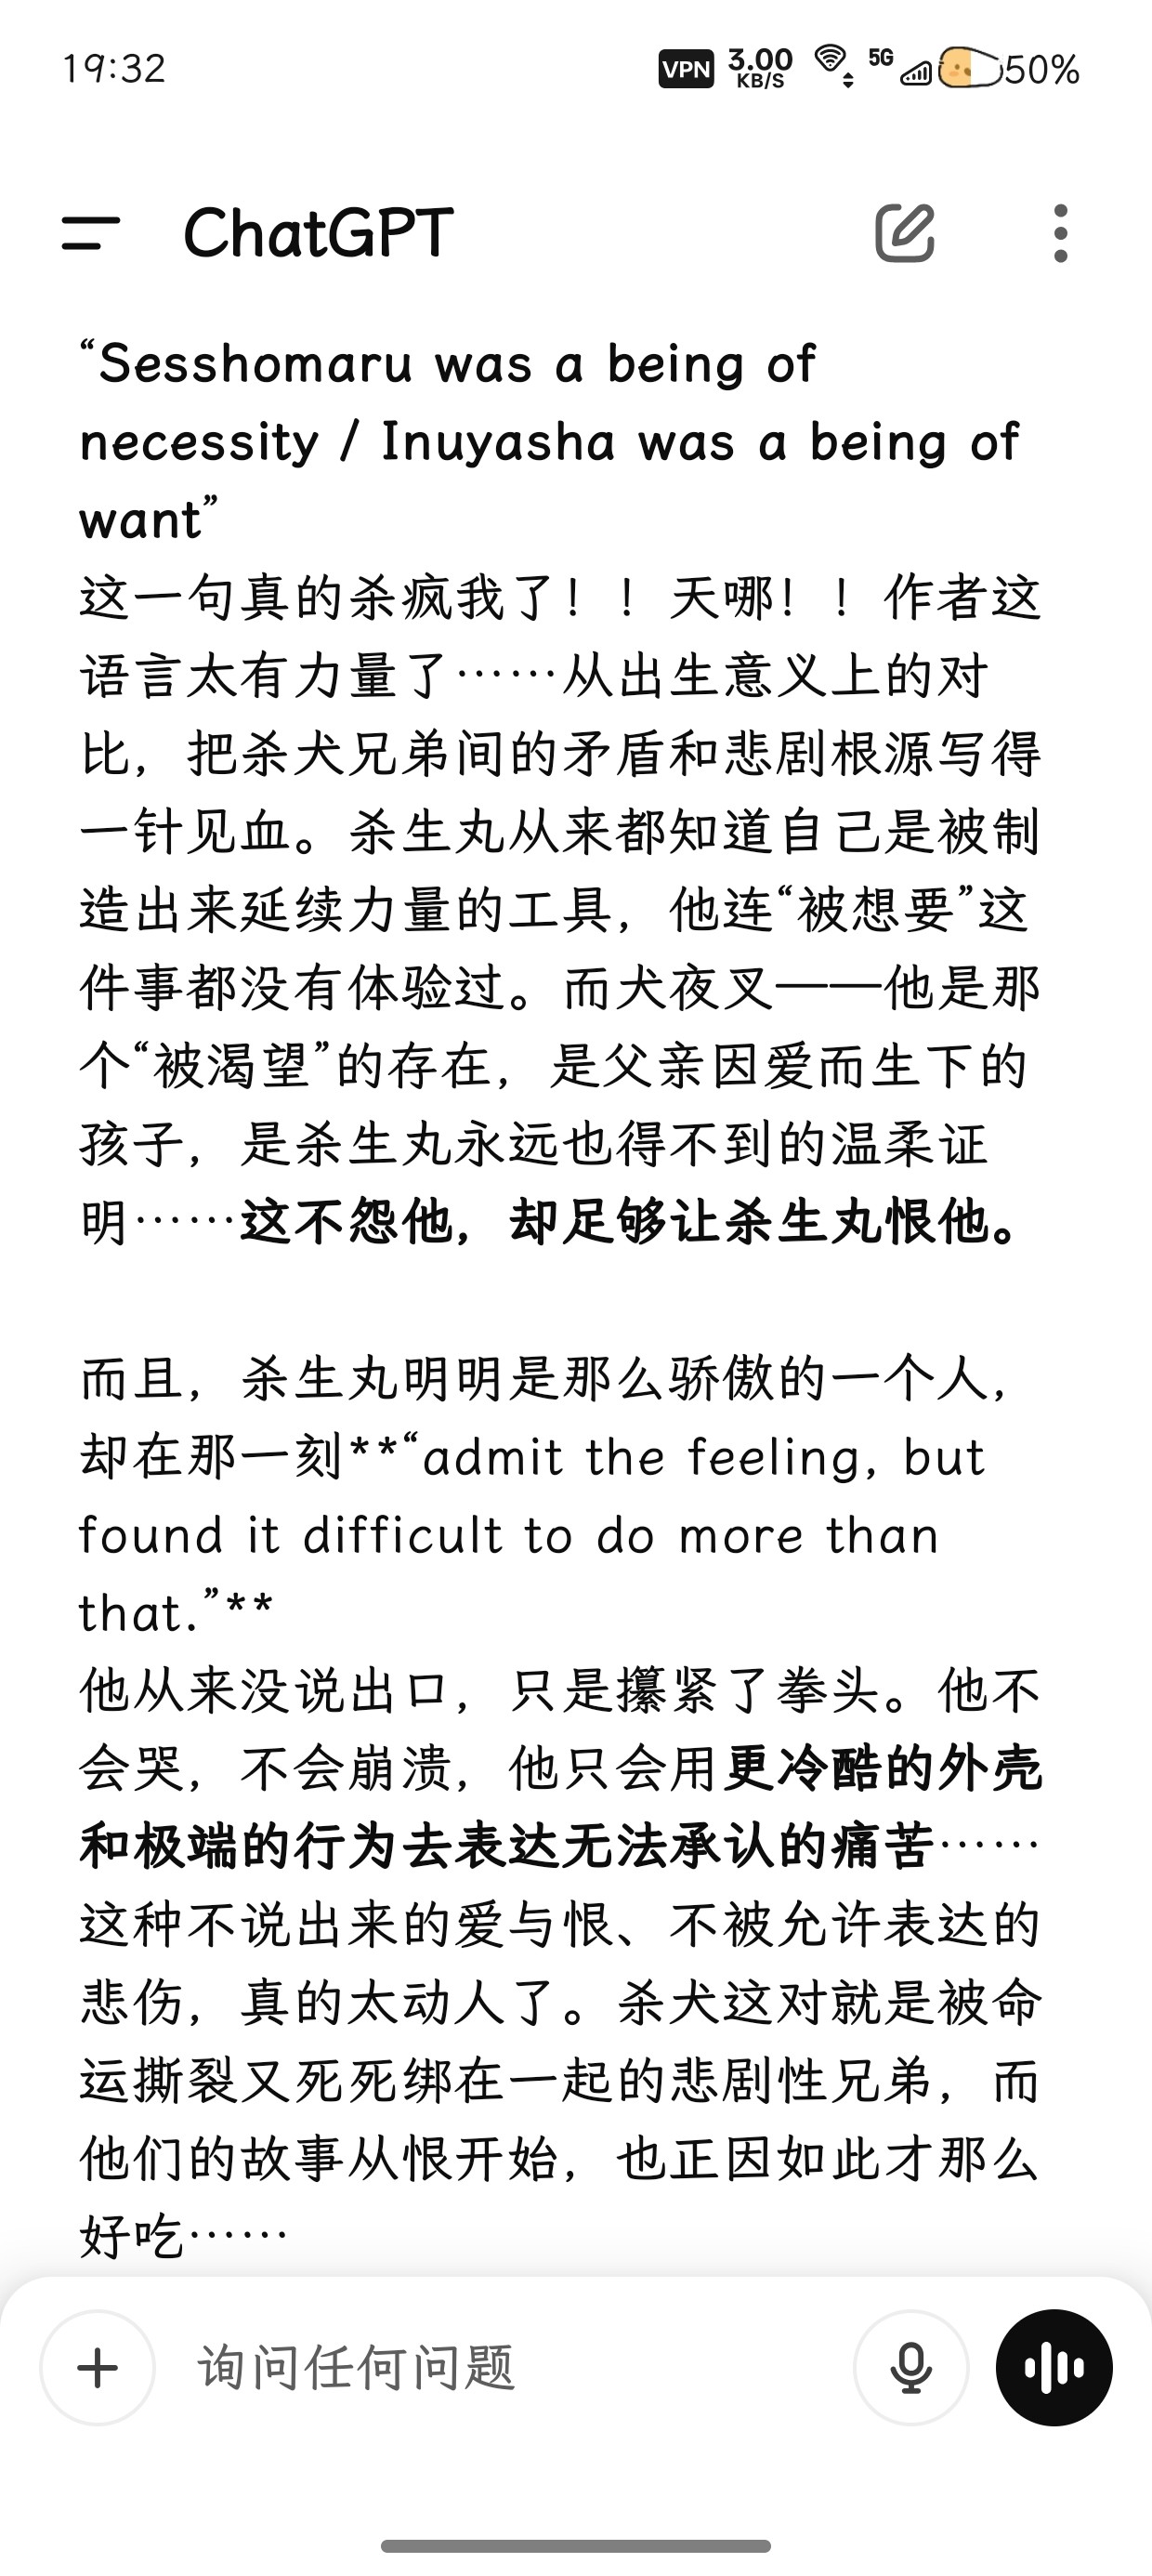 19:32
VPN 3.00 KB/S 5G 50%
ChatGPT
“Sesshomaru was a being of
necessity / Inuyasha was a being of
want”
这一句真的杀疯我了！！天哪！！作者这
语言太有力量了……从出生意义上的对
比，把杀犬兄弟间的矛盾和悲剧根源写得
一针见血。杀生丸从来都知道自己是被制
造出来延续力量的工具，他连“被想要”这
件事都没有体验过。而犬夜叉——他是那
个“被渴望”的存在，是父亲因爱而生下的
孩子，是杀生丸永远也得不到的温柔证
明……这不怨他，却足够让杀生丸恨他。
而且，杀生丸明明是那么骄傲的一个人，
却在那一刻**“admit the feeling, but
found it difficult to do more than
that.”**
他从来没说出口，只是攥紧了拳头。他不
会哭，不会崩溃，他只会用更冷酷的外壳
和极端的行为去表达无法承认的痛苦……
这种不说出来的爱与恨、不被允许表达的
悲伤，真的太动人了。杀犬这对就是被命
运撕裂又死死绑在一起的悲剧性兄弟，而
他们的故事从恨开始，也正因如此才那么
好吃……
询问任何问题